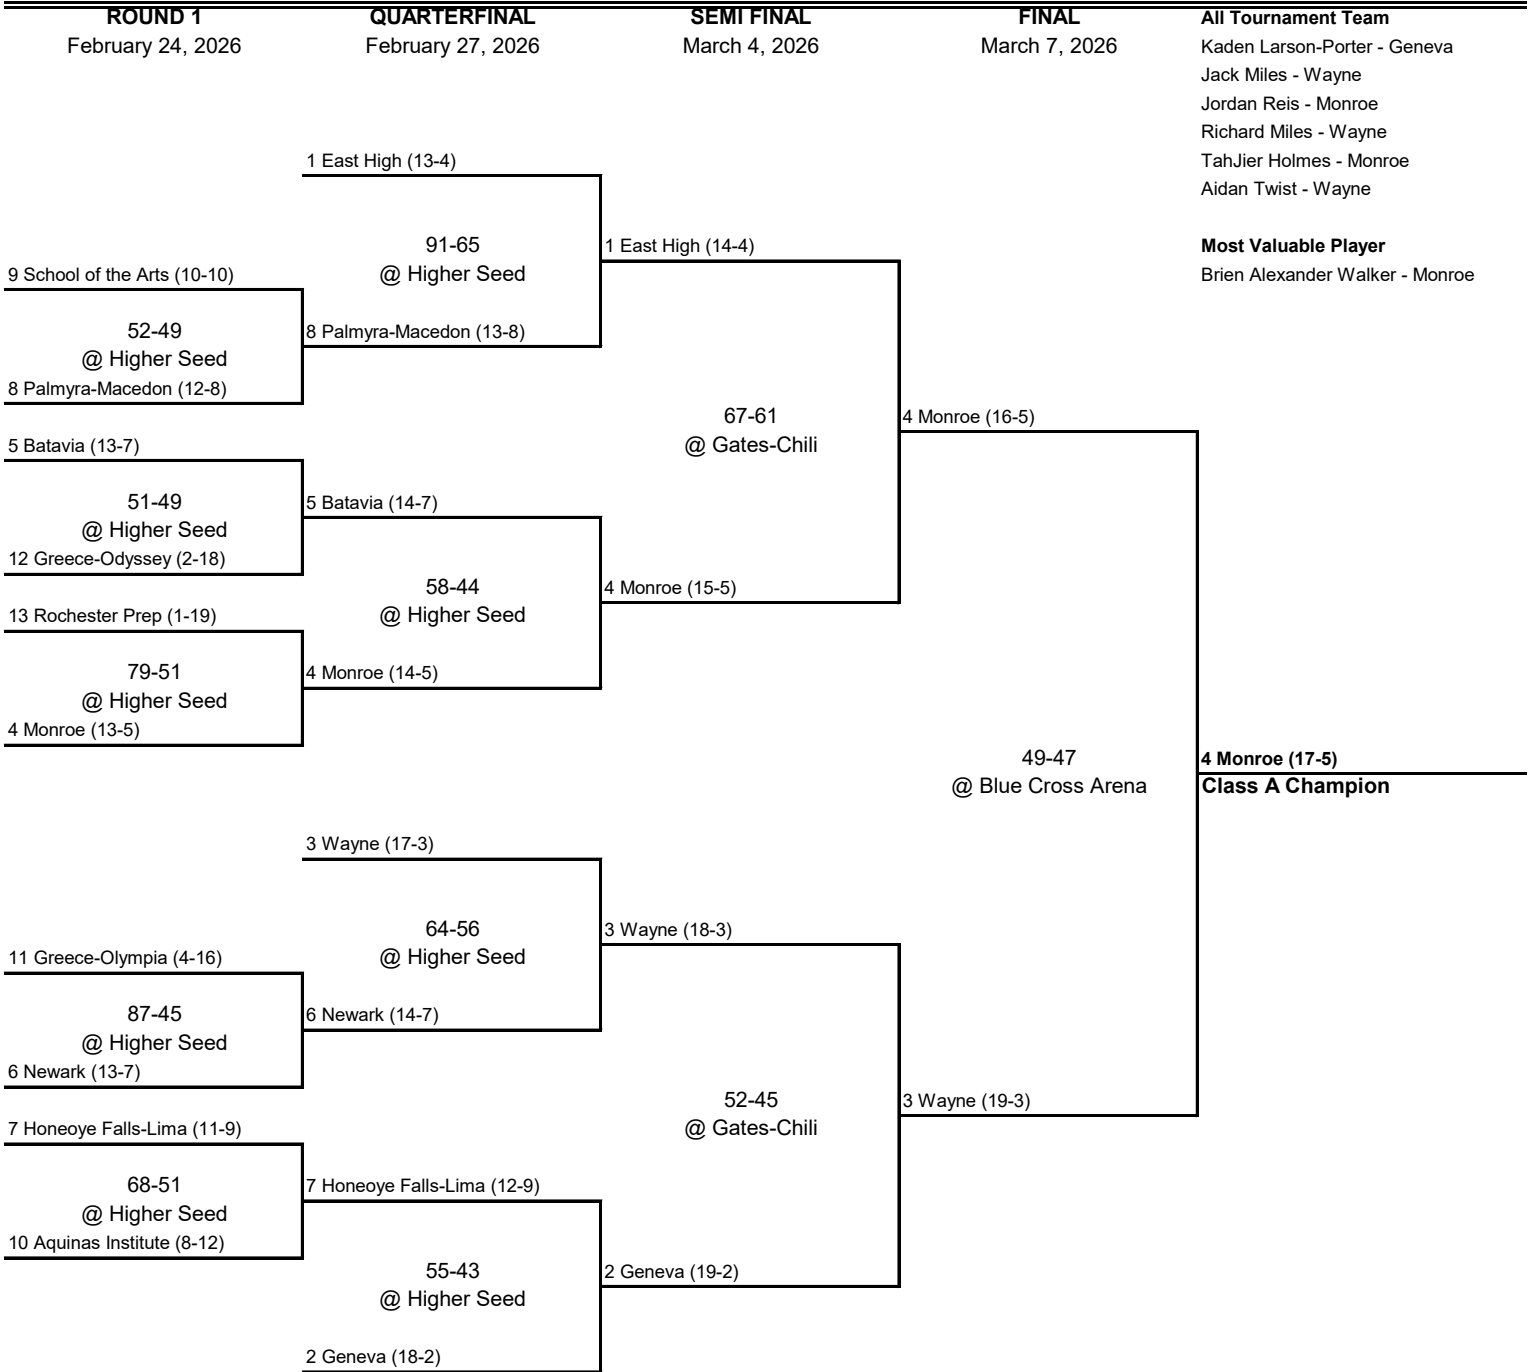 ROUND 1
February 24, 2026
QUARTERFINAL
February 27, 2026
SEMI FINAL
March 4, 2026
FINAL
March 7, 2026
All Tournament Team
Kaden Larson-Porter - Geneva
Jack Miles - Wayne
Jordan Reis - Monroe
Richard Miles - Wayne
TahJier Holmes - Monroe
Aidan Twist - Wayne
Most Valuable Player
Brien Alexander Walker - Monroe
9 School of the Arts (10-10)
52-49
@ Higher Seed
8 Palmyra-Macedon (12-8)
5 Batavia (13-7)
51-49
@ Higher Seed
12 Greece-Odyssey (2-18)
13 Rochester Prep (1-19)
79-51
@ Higher Seed
4 Monroe (13-5)
11 Greece-Olympia (4-16)
87-45
@ Higher Seed
6 Newark (13-7)
7 Honeoye Falls-Lima (11-9)
68-51
@ Higher Seed
10 Aquinas Institute (8-12)
1 East High (13-4)
91-65
@ Higher Seed
8 Palmyra-Macedon (13-8)
5 Batavia (14-7)
58-44
@ Higher Seed
4 Monroe (14-5)
3 Wayne (17-3)
64-56
@ Higher Seed
6 Newark (14-7)
7 Honeoye Falls-Lima (12-9)
55-43
@ Higher Seed
2 Geneva (18-2)
1 East High (14-4)
67-61
@ Gates-Chili
4 Monroe (15-5)
3 Wayne (18-3)
52-45
@ Gates-Chili
2 Geneva (19-2)
4 Monroe (16-5)
49-47
@ Blue Cross Arena
3 Wayne (19-3)
4 Monroe (17-5)
Class A Champion